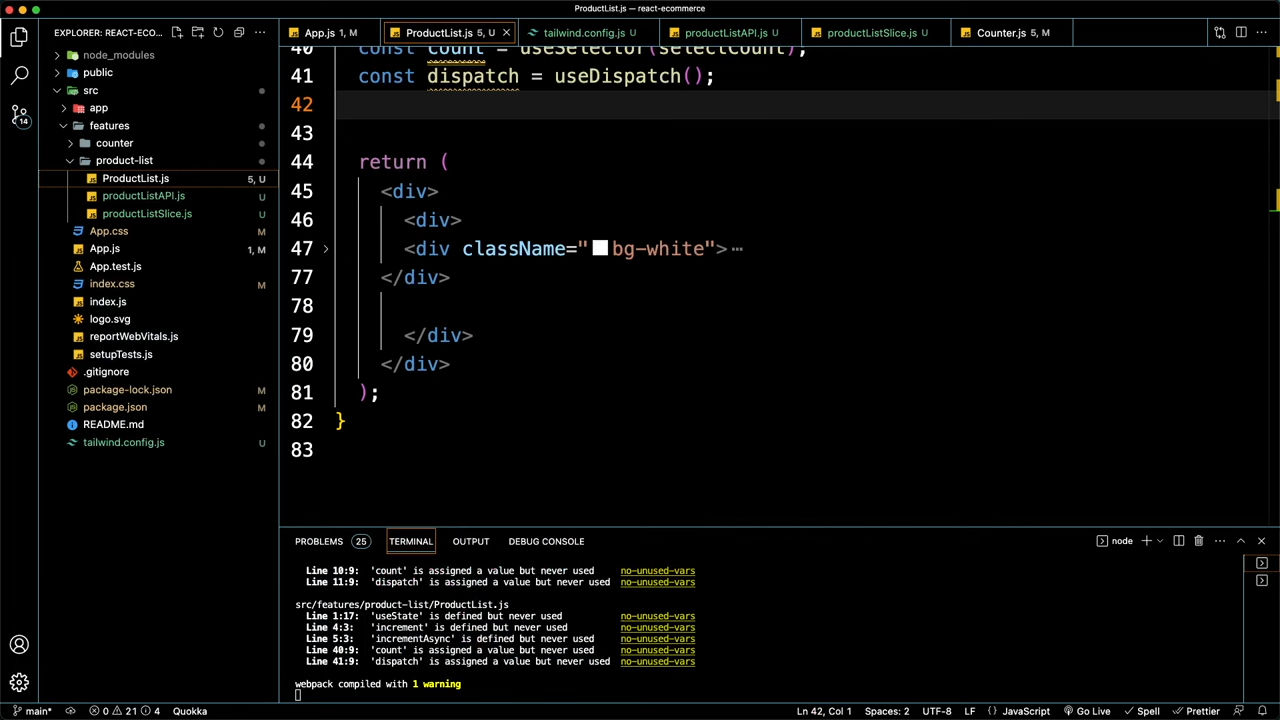 ProductList.js — react-ecommerce
EXPLORER: REACT-ECO...
App.js 1, M
ProductList.js 5, U
tailwind.config.js U
productListAPI.js U
productListSlice.js U
Counter.js 5, M
node_modules
public
src
app
features
counter
product-list
ProductList.js 5, U
productListAPI.js U
productListSlice.js U
App.css M
App.js 1, M
App.test.js
index.css M
index.js
logo.svg
reportWebVitals.js
setupTests.js
.gitignore
package-lock.json M
package.json M
README.md
tailwind.config.js U
14
40 const count = useSelector(selectCount);
41 const dispatch = useDispatch();
42
43
44 return (
45 <div>
46 <div>
47 <div className="bg-white"> ⋯
77 </div>
78
79 </div>
80 </div>
81 );
82 }
83
PROBLEMS 25 TERMINAL OUTPUT DEBUG CONSOLE
node
Line 10:9: 'count' is assigned a value but never used no-unused-vars
Line 11:9: 'dispatch' is assigned a value but never used no-unused-vars
src/features/product-list/ProductList.js
Line 1:17: 'useState' is defined but never used no-unused-vars
Line 4:3: 'increment' is defined but never used no-unused-vars
Line 5:3: 'incrementAsync' is defined but never used no-unused-vars
Line 40:9: 'count' is assigned a value but never used no-unused-vars
Line 41:9: 'dispatch' is assigned a value but never used no-unused-vars
webpack compiled with 1 warning
main* 0 21 4 Quokka
Ln 42, Col 1 Spaces: 2 UTF-8 LF {} JavaScript Go Live Spell Prettier